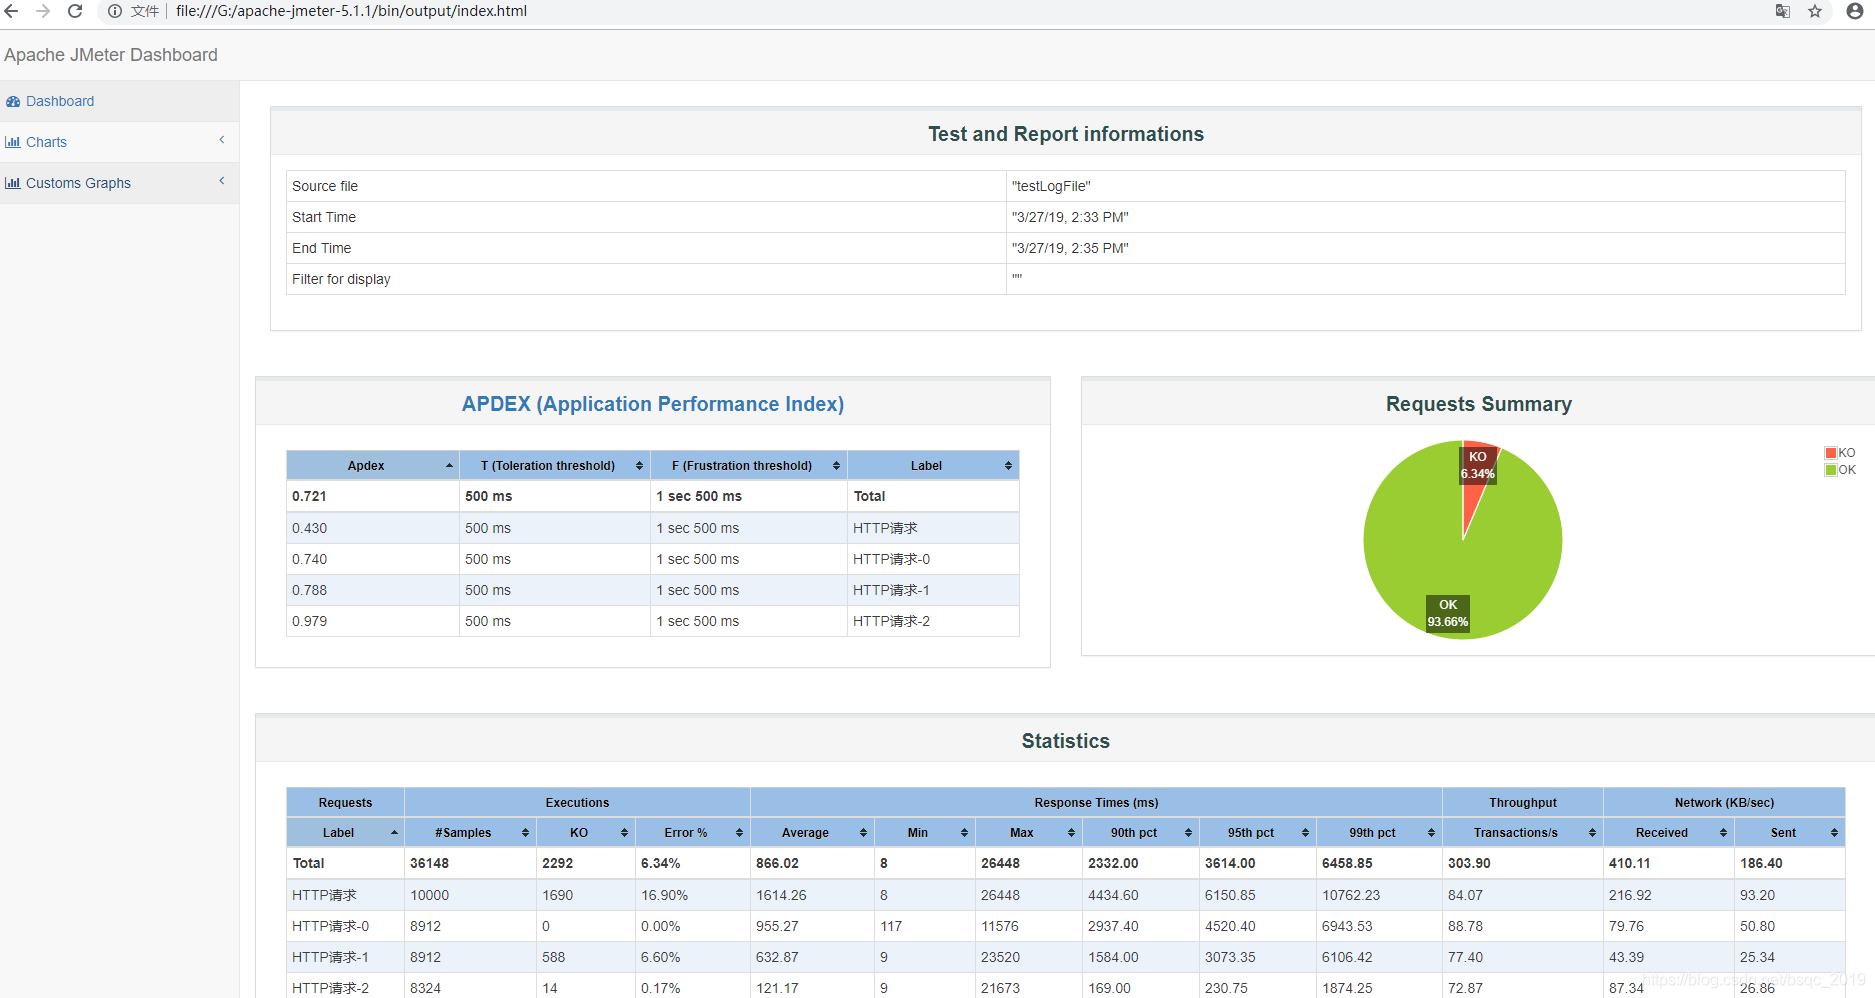 文件 file:///G:/apache-jmeter-5.1.1/bin/output/index.html
Apache JMeter Dashboard
Dashboard
Charts
Customs Graphs
Test and Report informations
Source file "testLogFile"
Start Time "3/27/19, 2:33 PM"
End Time "3/27/19, 2:35 PM"
Filter for display ""
APDEX (Application Performance Index)
Apdex T (Toleration threshold) F (Frustration threshold) Label
0.721 500 ms 1 sec 500 ms Total
0.430 500 ms 1 sec 500 ms HTTP请求
0.740 500 ms 1 sec 500 ms HTTP请求-0
0.788 500 ms 1 sec 500 ms HTTP请求-1
0.979 500 ms 1 sec 500 ms HTTP请求-2
Requests Summary
KO
6.34%
OK
93.66%
KO
OK
Statistics
Requests Executions Response Times (ms) Throughput Network (KB/sec)
Label #Samples KO Error % Average Min Max 90th pct 95th pct 99th pct Transactions/s Received Sent
Total 36148 2292 6.34% 866.02 8 26448 2332.00 3614.00 6458.85 303.90 410.11 186.40
HTTP请求 10000 1690 16.90% 1614.26 8 26448 4434.60 6150.85 10762.23 84.07 216.92 93.20
HTTP请求-0 8912 0 0.00% 955.27 117 11576 2937.40 4520.40 6943.53 88.78 79.76 50.80
HTTP请求-1 8912 588 6.60% 632.87 9 23520 1584.00 3073.35 6106.42 77.40 43.39 25.34
HTTP请求-2 8324 14 0.17% 121.17 9 21673 169.00 230.75 1874.25 72.87 87.34 26.86
https://blog.csdn.net/bsqc_2019